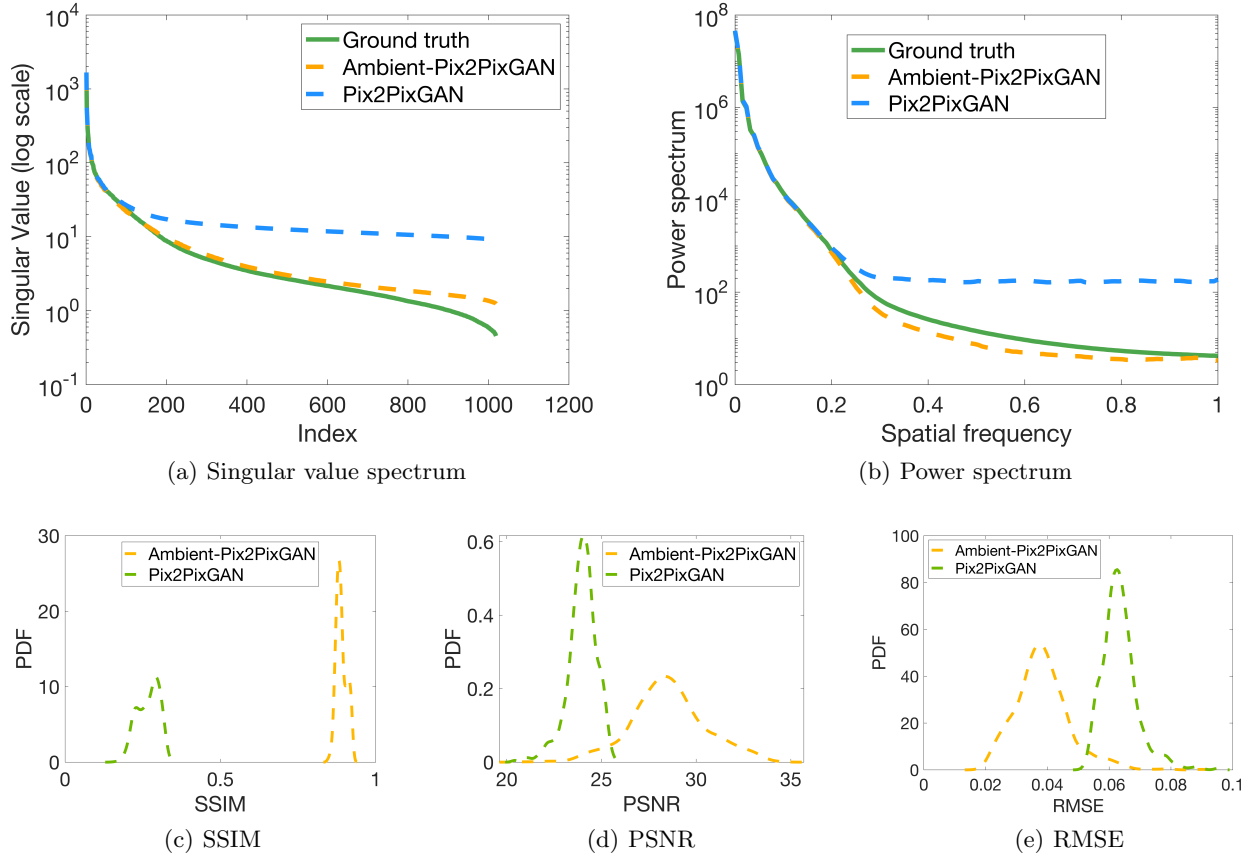 10^4
10^3
10^2
10^1
10^0
10^-1
Singular Value (log scale)
Ground truth
Ambient-Pix2PixGAN
Pix2PixGAN
0 200 400 600 800 1000 1200
Index
(a) Singular value spectrum
10^8
10^6
10^4
10^2
10^0
Power spectrum
Ground truth
Ambient-Pix2PixGAN
Pix2PixGAN
0 0.2 0.4 0.6 0.8 1
Spatial frequency
(b) Power spectrum
30
20
10
0
PDF
Ambient-Pix2PixGAN
Pix2PixGAN
0 0.5 1
SSIM
(c) SSIM
0.6
0.4
0.2
0
PDF
Ambient-Pix2PixGAN
Pix2PixGAN
20 25 30 35
PSNR
(d) PSNR
100
80
60
40
20
0
PDF
Ambient-Pix2PixGAN
Pix2PixGAN
0 0.02 0.04 0.06 0.08 0.1
RMSE
(e) RMSE